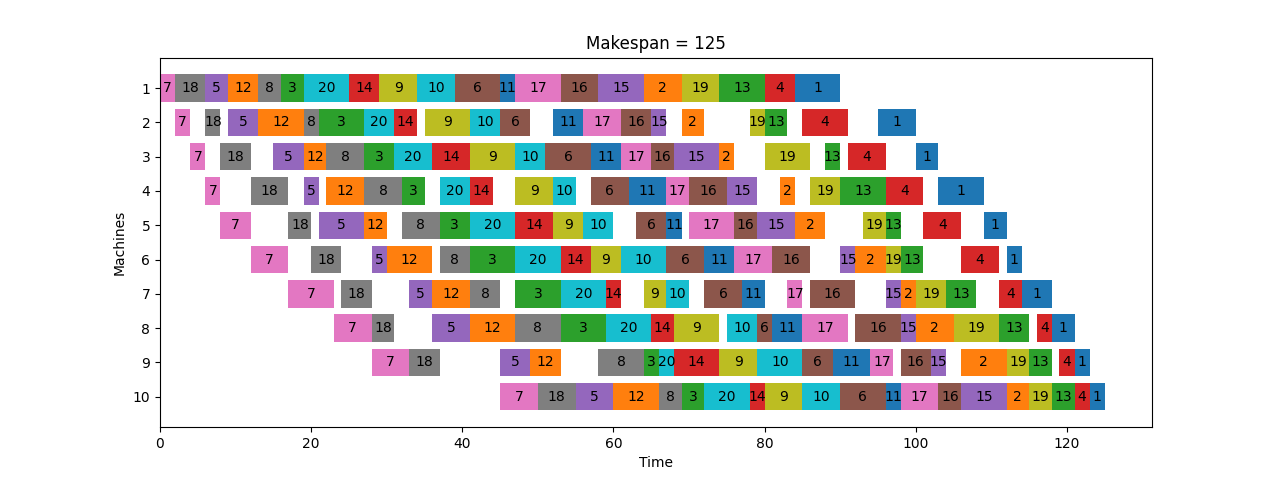 Makespan = 125
Machines
1 7 18 5 12 8 3 20 14 9 10 6 11 17 16 15 2 19 13 4 1
2 7 18 5 12 8 3 20 14 9 10 6 11 17 16 15 2 19 13 4 1
3 7 18 5 12 8 3 20 14 9 10 6 11 17 16 15 2 19 13 4 1
4 7 18 5 12 8 3 20 14 9 10 6 11 17 16 15 2 19 13 4 1
5 7 18 5 12 8 3 20 14 9 10 6 11 17 16 15 2 19 13 4 1
6 7 18 5 12 8 3 20 14 9 10 6 11 17 16 15 2 19 13 4 1
7 7 18 5 12 8 3 20 14 9 10 6 11 17 16 15 2 19 13 4 1
8 7 18 5 12 8 3 20 14 9 10 6 11 17 16 15 2 19 13 4 1
9 7 18 5 12 8 3 20 14 9 10 6 11 17 16 15 2 19 13 4 1
10 7 18 5 12 8 3 20 14 9 10 6 11 17 16 15 2 19 13 4 1
0 20 40 60 80 100 120
Time